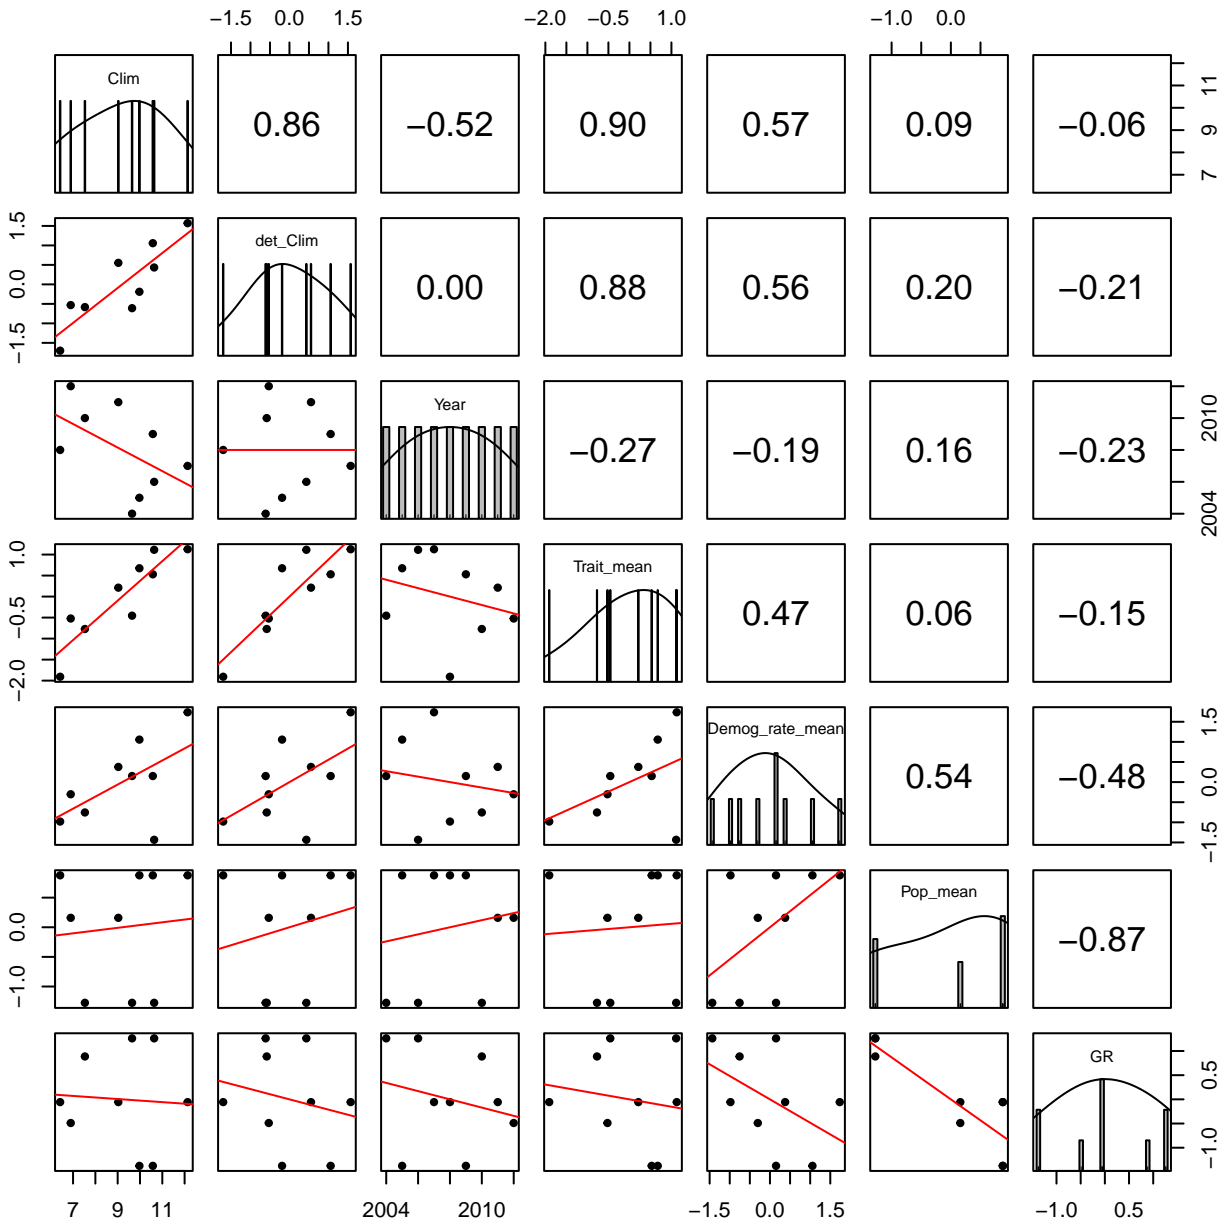 −1.5 0.0 1.5 −2.0 −0.5 1.0 −1.0 0.0
Clim 0.86 −0.52 0.90 0.57 0.09 −0.06 7 9 11
−1.5 0.0 1.5 det_Clim 0.00 0.88 0.56 0.20 −0.21
Year −0.27 −0.19 0.16 −0.23 2004 2010
−2.0 −0.5 1.0 Trait_mean 0.47 0.06 −0.15
Demog_rate_mean 0.54 −0.48 −1.5 0.0 1.5
−1.0 0.0 Pop_mean −0.87
GR −1.0 0.5
7 9 11 2004 2010 −1.5 0.0 1.5 −1.0 0.5